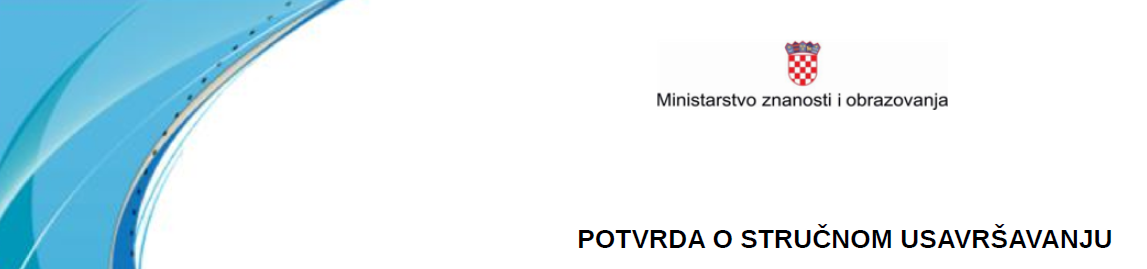 Ministarstvo znanosti i obrazovanja
POTVRDA O STRUČNOM USAVRŠAVANJU